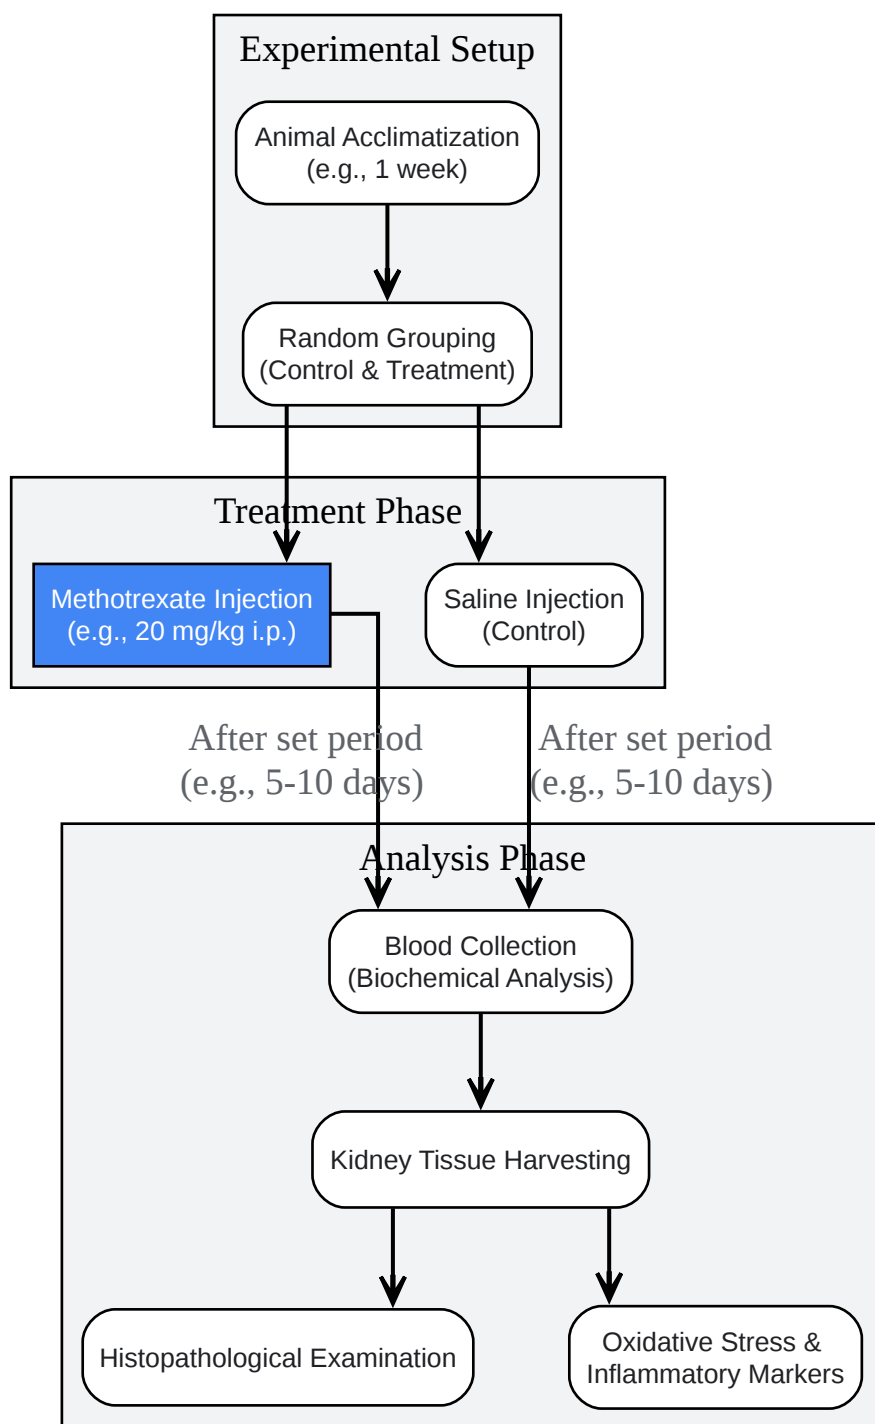 Experimental Setup
Animal Acclimatization
(e.g., 1 week)
Random Grouping
(Control & Treatment)
Treatment Phase
Methotrexate Injection
(e.g., 20 mg/kg i.p.)
Saline Injection
(Control)
After set period
(e.g., 5-10 days)
After set period
(e.g., 5-10 days)
Analysis Phase
Blood Collection
(Biochemical Analysis)
Kidney Tissue Harvesting
Histopathological Examination
Oxidative Stress &
Inflammatory Markers